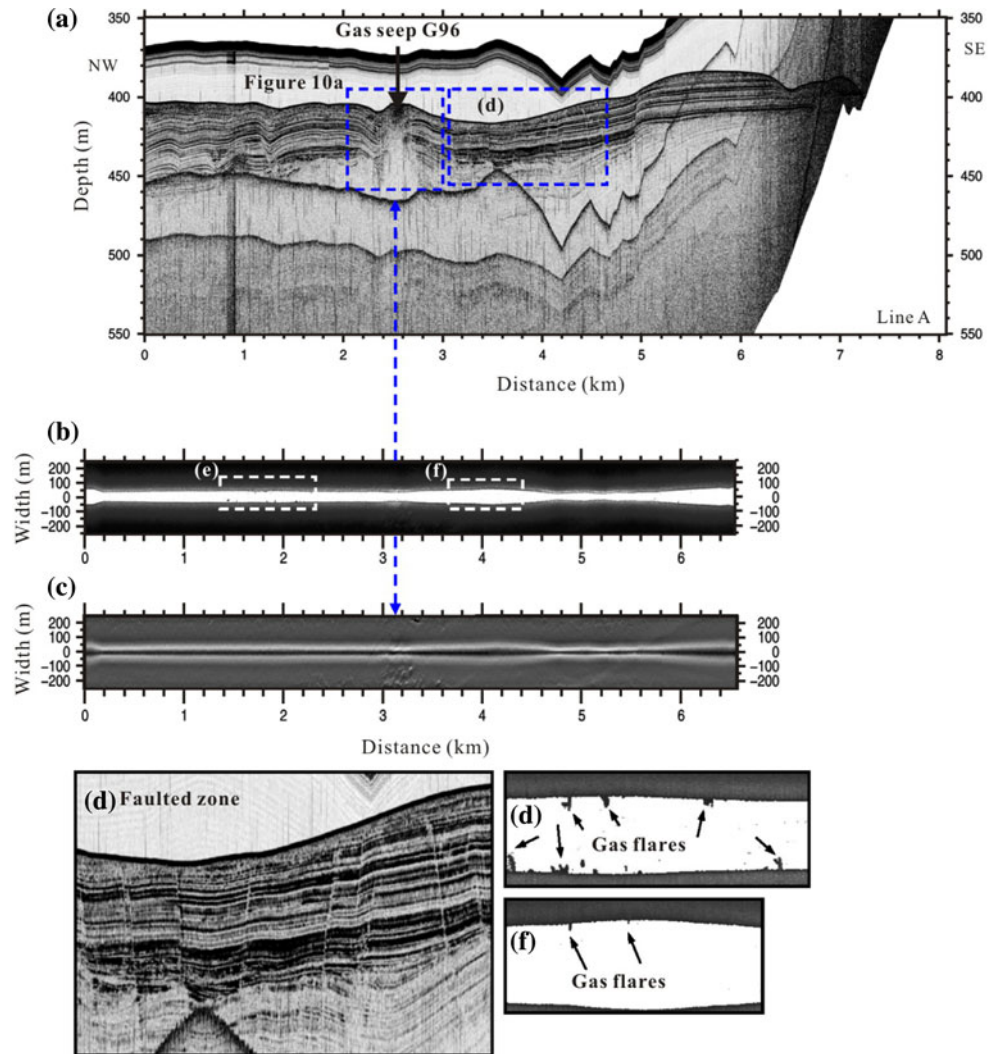 (a)
350
350
Gas seep G96
NW
SE
Figure 10a
(d)
400
400
450
450
500
500
550
550
Depth (m)
Line A
0 1 2 3 4 5 6 7 8
Distance (km)
(b)
200
100
0
-100
-200
Width (m)
(e)
(f)
200
100
0
-100
-200
0 1 2 3 4 5 6
(c)
200
100
0
-100
-200
Width (m)
200
100
0
-100
-200
0 1 2 3 4 5 6
Distance (km)
(d) Faulted zone
(d)
Gas flares
(f)
Gas flares